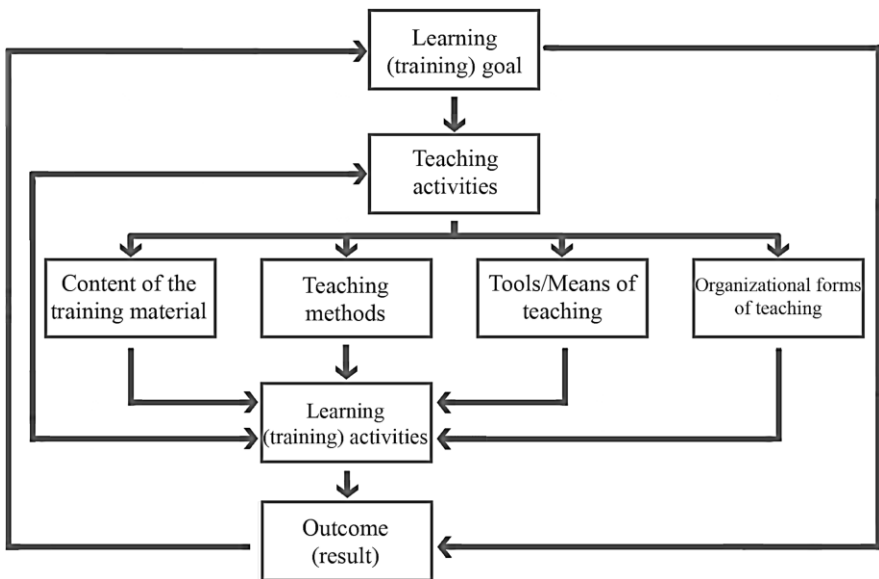 Learning
(training) goal
Teaching
activities
Content of the
training material
Teaching
methods
Tools/Means of
teaching
Organizational forms
of teaching
Learning
(training) activities
Outcome
(result)